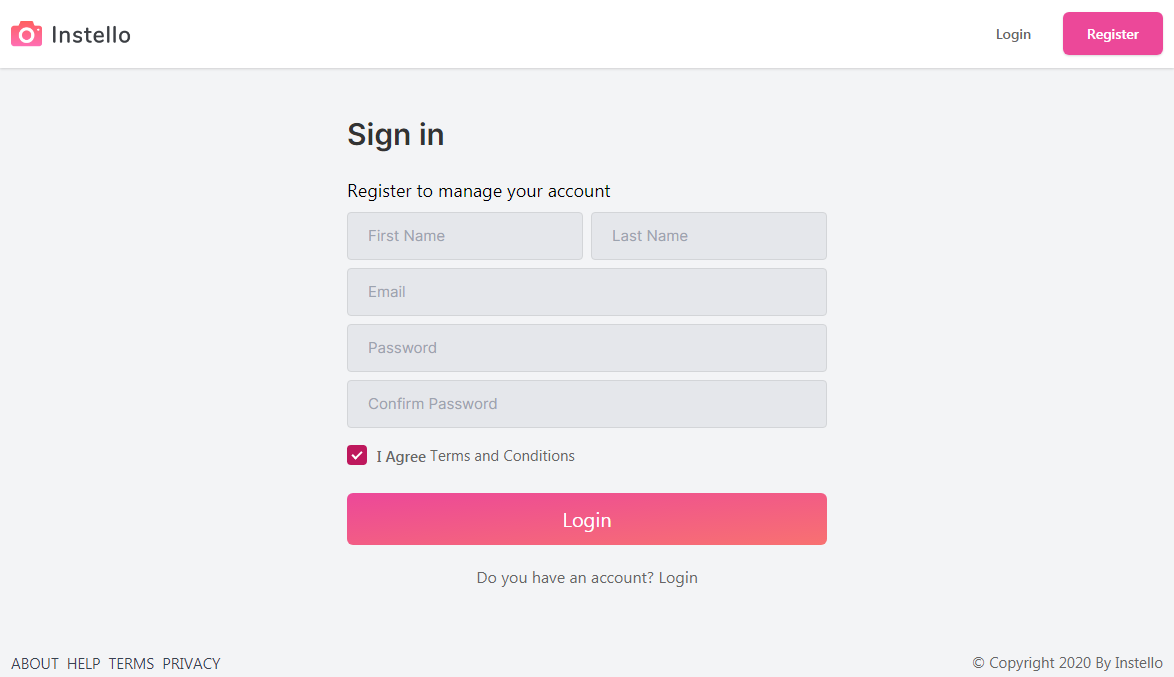 Instello
Login
Register
Sign in
Register to manage your account
First Name
Last Name
Email
Password
Confirm Password
I Agree Terms and Conditions
Login
Do you have an account? Login
ABOUT HELP TERMS PRIVACY
© Copyright 2020 By Instello